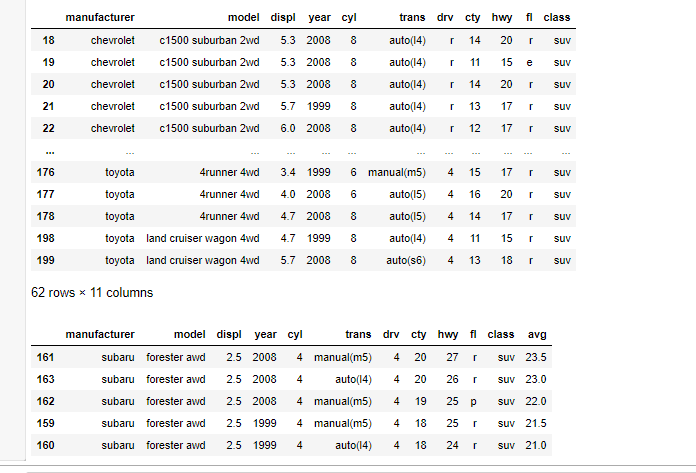 manufacturer model displ year cyl trans drv cty hwy fl class
18 chevrolet c1500 suburban 2wd 5.3 2008 8 auto(l4) r 14 20 r suv
19 chevrolet c1500 suburban 2wd 5.3 2008 8 auto(l4) r 11 15 e suv
20 chevrolet c1500 suburban 2wd 5.3 2008 8 auto(l4) r 14 20 r suv
21 chevrolet c1500 suburban 2wd 5.7 1999 8 auto(l4) r 13 17 r suv
22 chevrolet c1500 suburban 2wd 6.0 2008 8 auto(l4) r 12 17 r suv
... ... ... ... ... ... ... ... ... ... ... ...
176 toyota 4runner 4wd 3.4 1999 6 manual(m5) 4 15 17 r suv
177 toyota 4runner 4wd 4.0 2008 6 auto(l5) 4 16 20 r suv
178 toyota 4runner 4wd 4.7 2008 8 auto(l5) 4 14 17 r suv
198 toyota land cruiser wagon 4wd 4.7 1999 8 auto(l4) 4 11 15 r suv
199 toyota land cruiser wagon 4wd 5.7 2008 8 auto(s6) 4 13 18 r suv
62 rows × 11 columns
manufacturer model displ year cyl trans drv cty hwy fl class avg
161 subaru forester awd 2.5 2008 4 manual(m5) 4 20 27 r suv 23.5
163 subaru forester awd 2.5 2008 4 auto(l4) 4 20 26 r suv 23.0
162 subaru forester awd 2.5 2008 4 manual(m5) 4 19 25 p suv 22.0
159 subaru forester awd 2.5 1999 4 manual(m5) 4 18 25 r suv 21.5
160 subaru forester awd 2.5 1999 4 auto(l4) 4 18 24 r suv 21.0